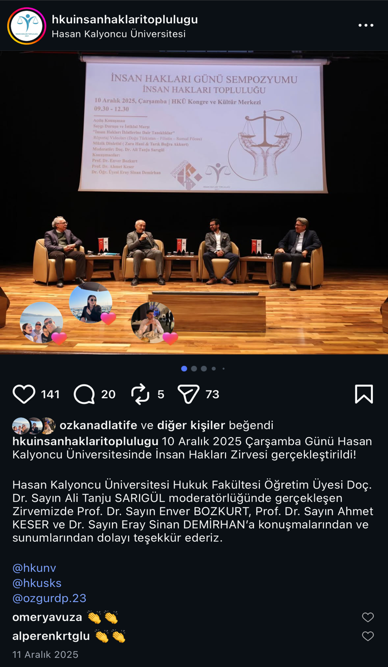 hkuinsanhaklaritoplulugu
Hasan Kalyoncu Üniversitesi
İNSAN HAKLARI GÜNÜ SEMPOZYUMU
İNSAN HAKLARI TOPLULUĞU
10 Aralık 2025, Çarşamba | HKÜ Kongre ve Kültür Merkezi
09.30 - 12.30
141
20
5
73
ozkanadlatife ve diğer kişiler beğendi
hkuinsanhaklaritoplulugu 10 Aralık 2025 Çarşamba Günü Hasan
Kalyoncu Üniversitesinde İnsan Hakları Zirvesi gerçekleştirildi!
Hasan Kalyoncu Üniversitesi Hukuk Fakültesi Öğretim Üyesi Doç.
Dr. Sayın Ali Tanju SARIGÜL moderatörlüğünde gerçekleşen
Zirvemizde Prof. Dr. Sayın Enver BOZKURT, Prof. Dr. Sayın Ahmet
KESER ve Dr. Sayın Eray Sinan DEMİRHAN’a konuşmalarından ve
sunumlarından dolayı teşekkür ederiz.
@hkunv
@hkusks
@ozgurdp.23
omeryavuza 👏👏
alperenkrtglu 👏👏
11 Aralık 2025